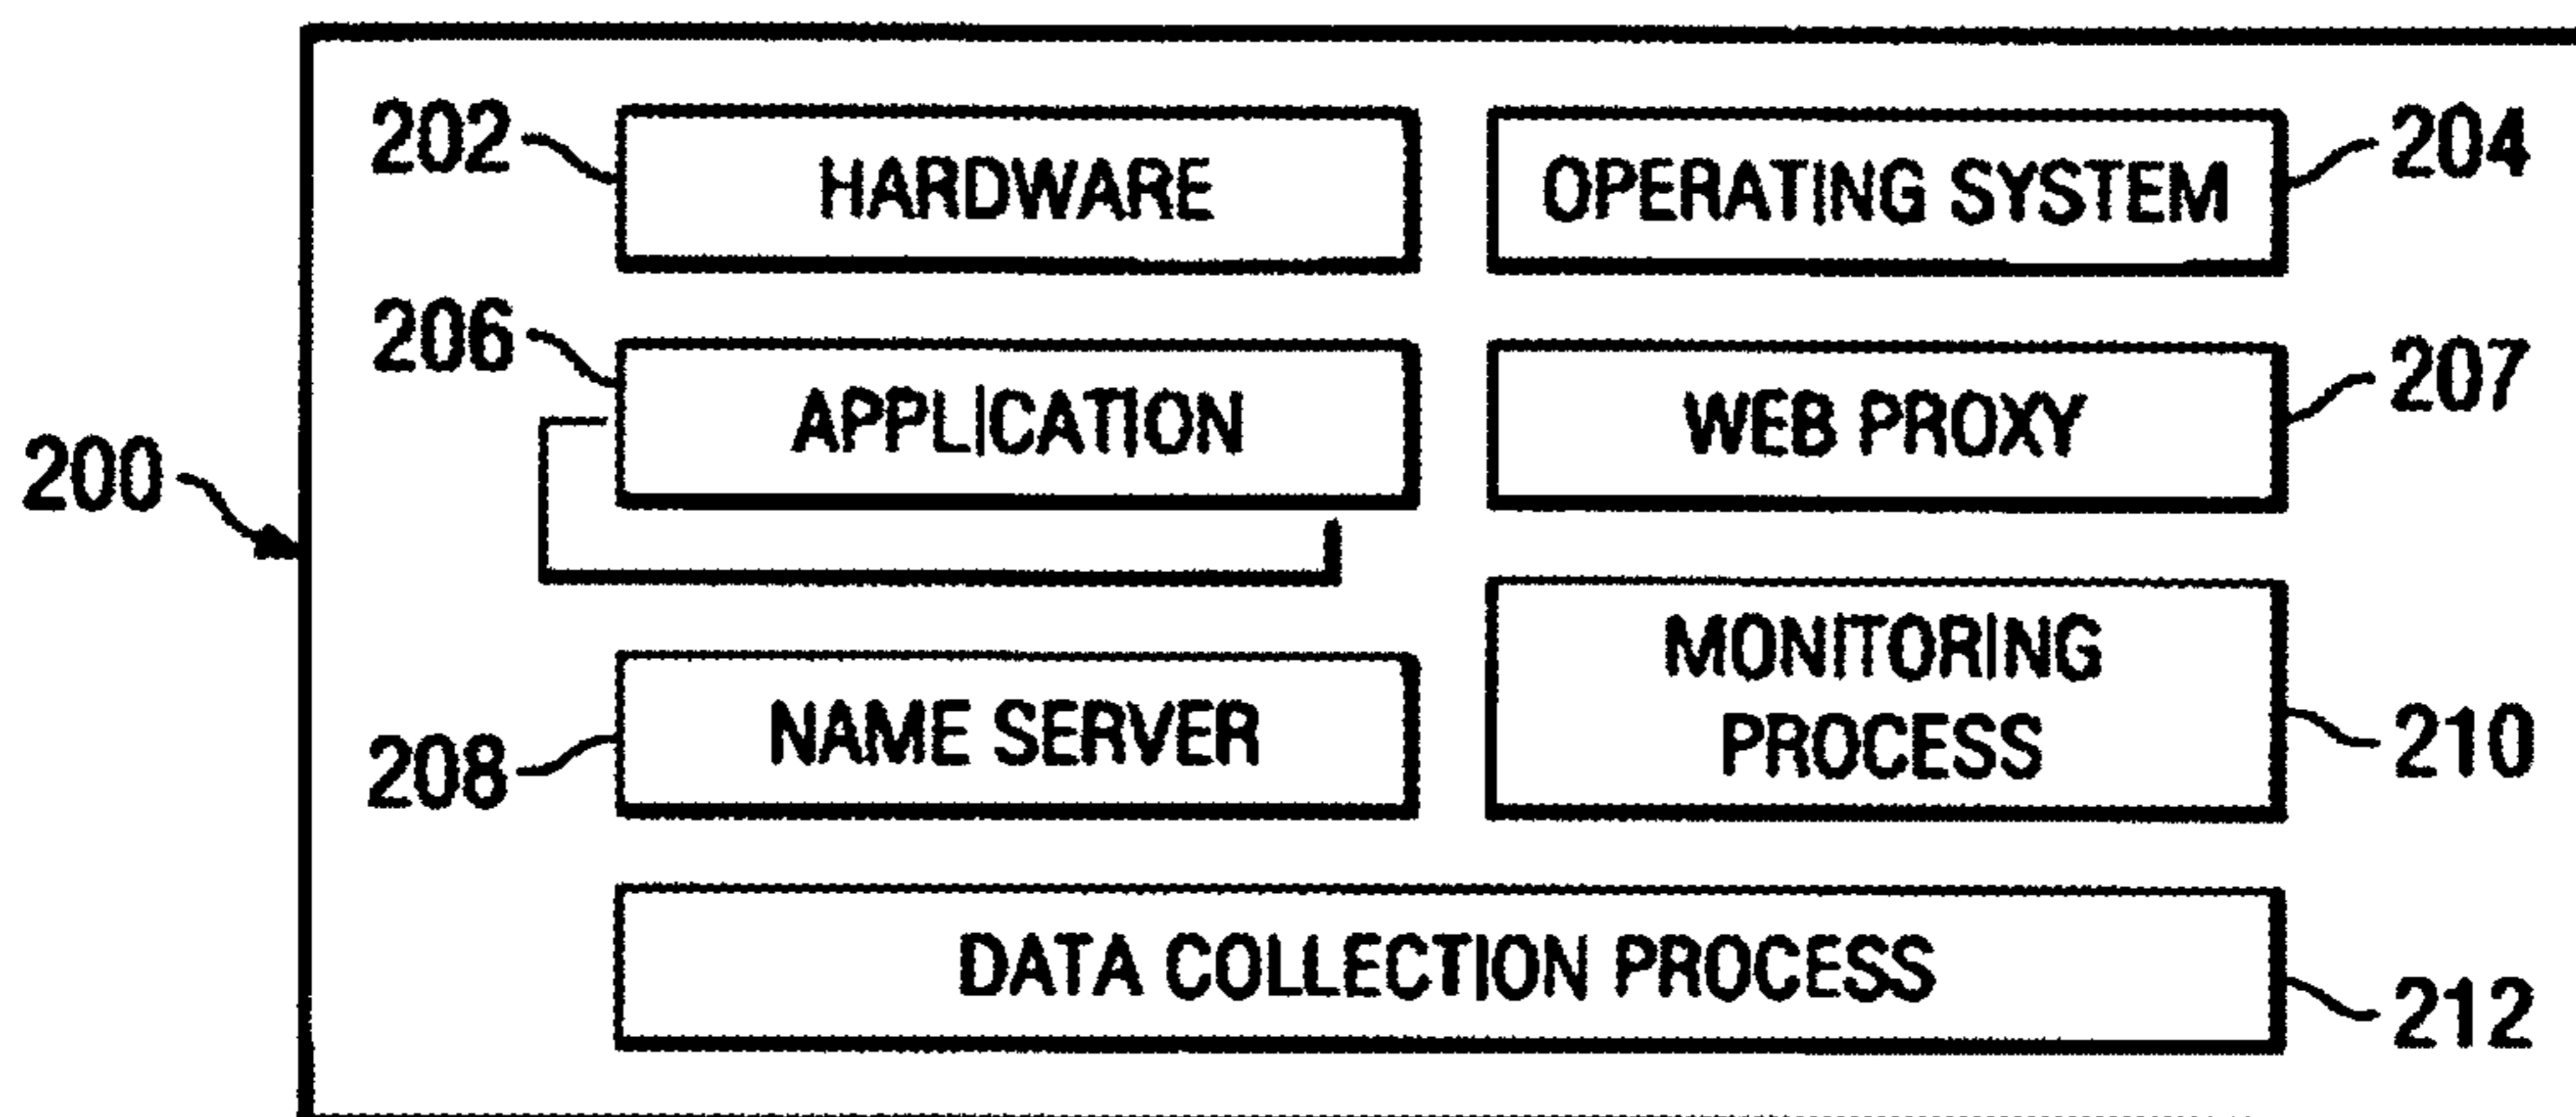 202 HARDWARE OPERATING SYSTEM 204
206 APPLICATION WEB PROXY 207
200
208 NAME SERVER MONITORING
PROCESS 210
DATA COLLECTION PROCESS 212